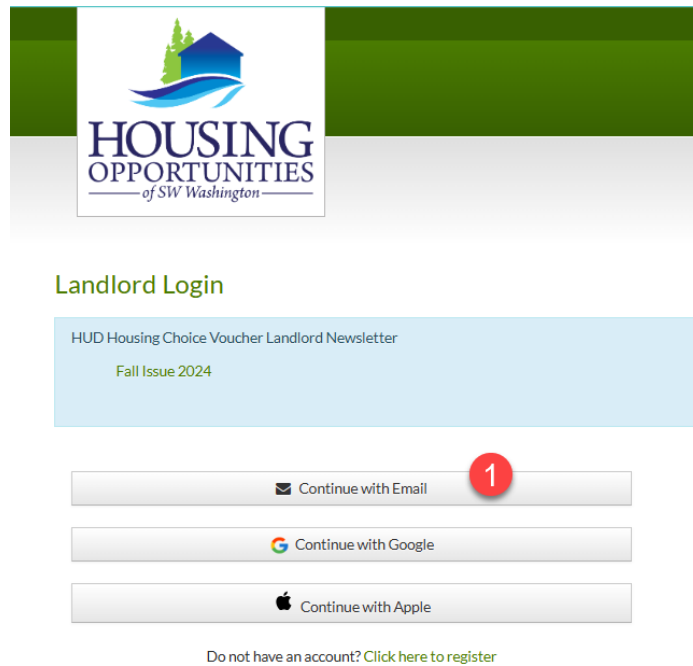 HOUSING
OPPORTUNITIES
of SW Washington
Landlord Login
HUD Housing Choice Voucher Landlord Newsletter
Fall Issue 2024
Continue with Email
1
Continue with Google
Continue with Apple
Do not have an account? Click here to register